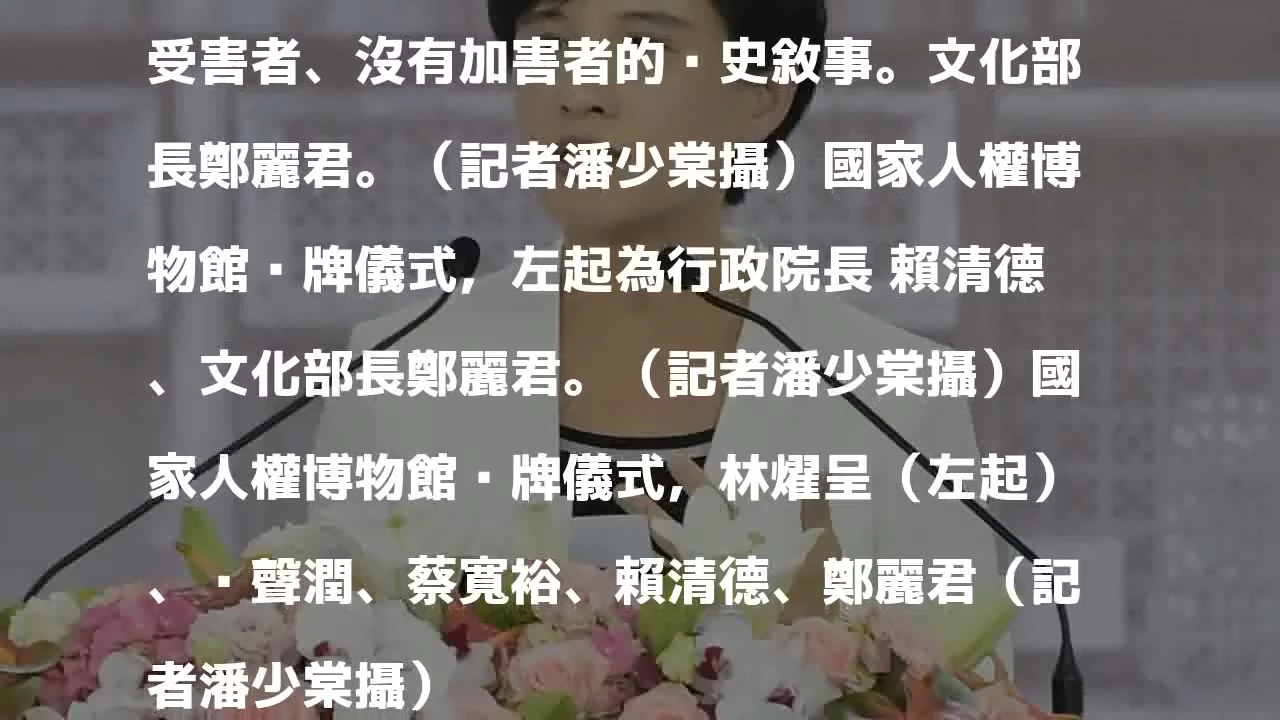 受害者、沒有加害者的·史敘事。文化部
長鄭麗君。（記者潘少棠攝）國家人權博
物館·牌儀式，左起為行政院長 賴清德
、文化部長鄭麗君。（記者潘少棠攝）國
家人權博物館·牌儀式，林燿呈（左起）
、·聲潤、蔡寬裕、賴清德、鄭麗君（記
者潘少棠攝）